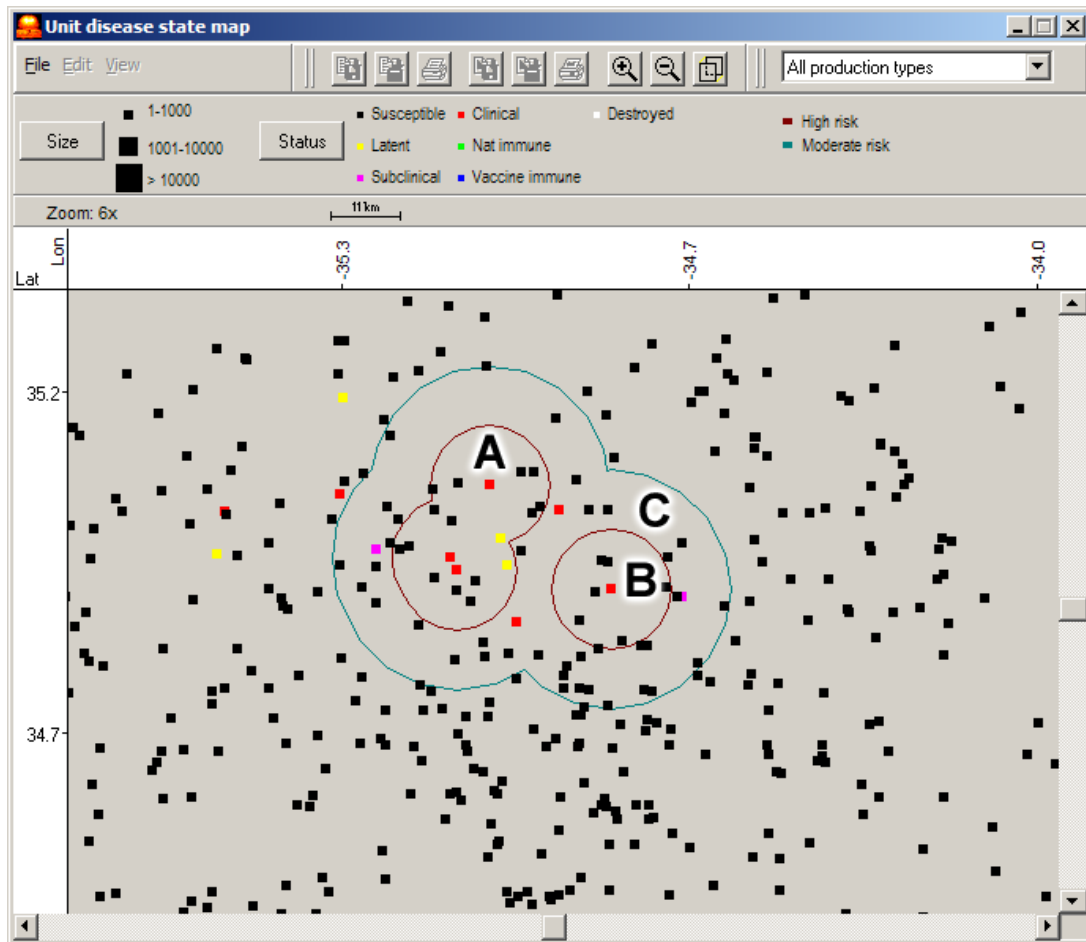 Unit disease state map
File Edit View
All production types
Size
1-1000
1001-10000
> 10000
Status
Susceptible Clinical Destroyed
Latent Nat immune
Subclinical Vaccine immune
High risk
Moderate risk
Zoom: 6x
11km
Lon
Lat
-35.3
-34.7
-34.0
35.2
34.7
A
C
B